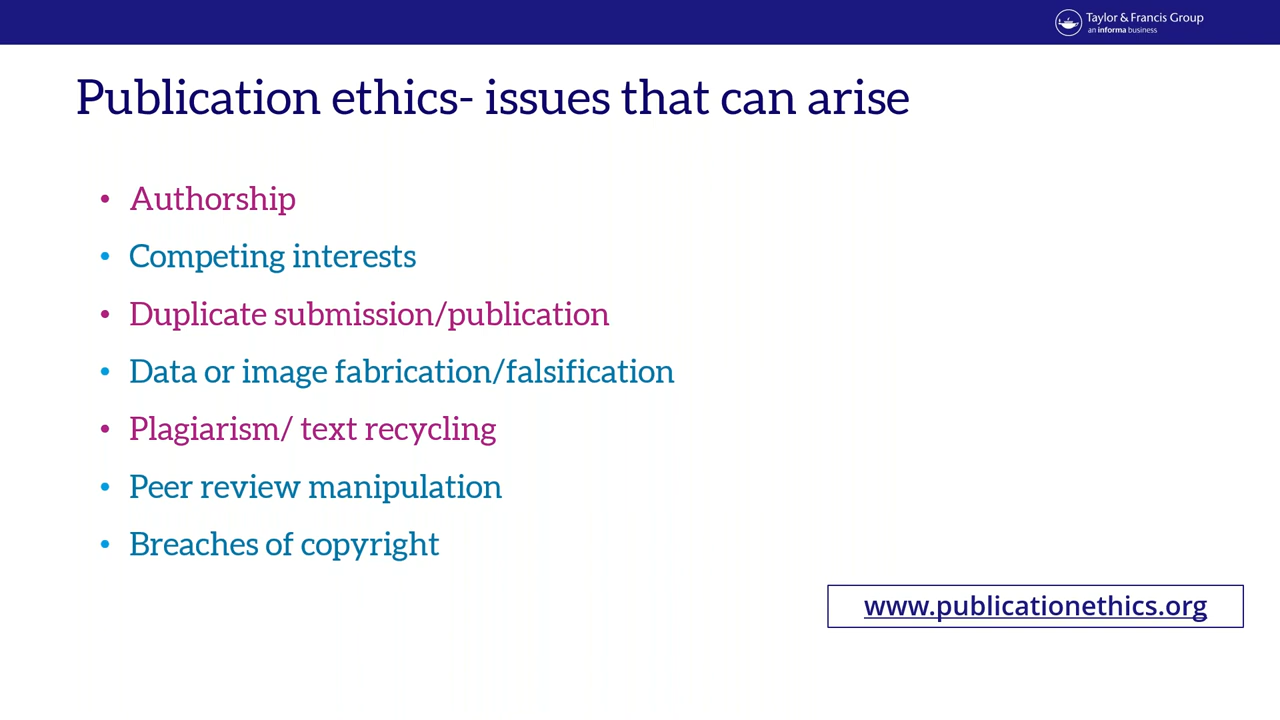 Taylor & Francis Group
an informa business
Publication ethics- issues that can arise
• Authorship
• Competing interests
• Duplicate submission/publication
• Data or image fabrication/falsification
• Plagiarism/ text recycling
• Peer review manipulation
• Breaches of copyright
www.publicationethics.org